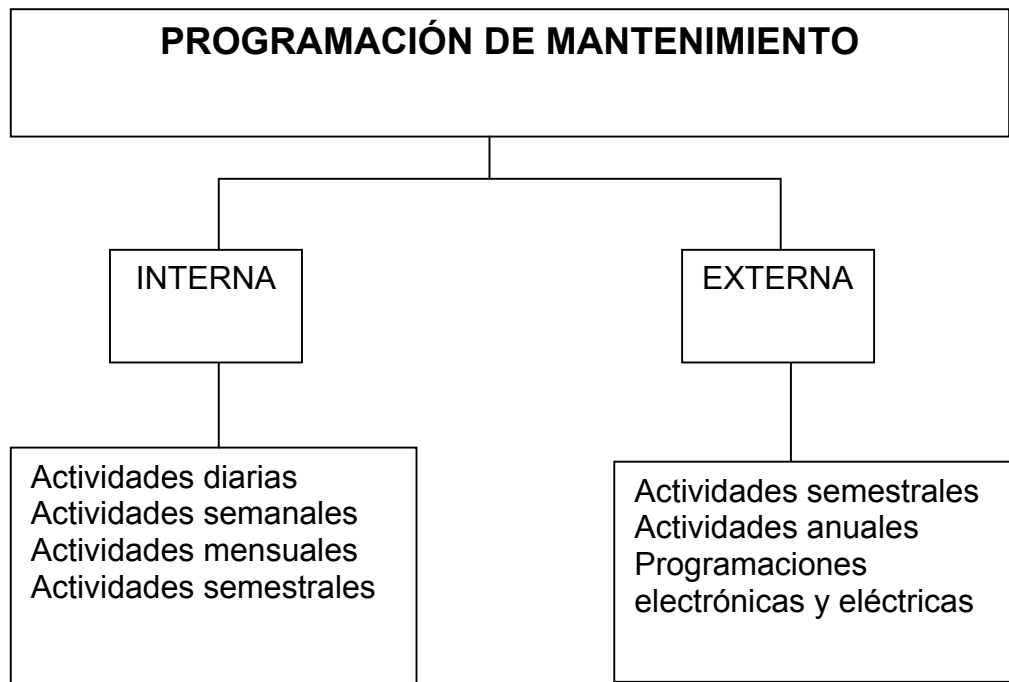 PROGRAMACIÓN DE MANTENIMIENTO
INTERNA
EXTERNA
Actividades diarias
Actividades semanales
Actividades mensuales
Actividades semestrales
Actividades semestrales
Actividades anuales
Programaciones
electrónicas y eléctricas